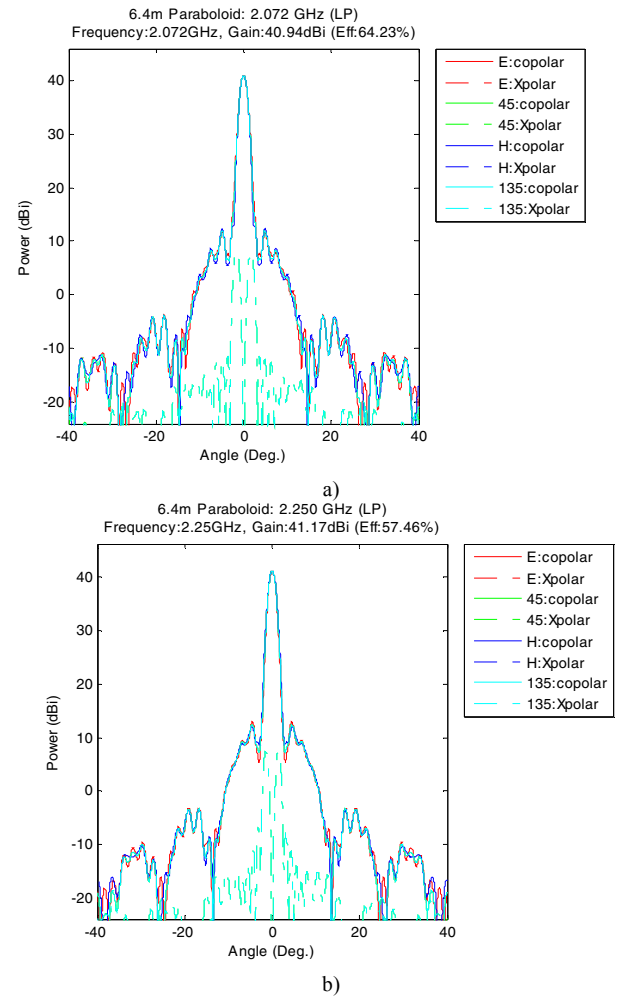 6.4m Paraboloid: 2.072 GHz (LP)
Frequency:2.072GHz, Gain:40.94dBi (Eff:64.23%)
E:copolar
E:Xpolar
45:copolar
45:Xpolar
H:copolar
H:Xpolar
135:copolar
135:Xpolar
Power (dBi)
40
30
20
10
0
-10
-20
-40
-20
0
20
40
Angle (Deg.)
a)
6.4m Paraboloid: 2.250 GHz (LP)
Frequency:2.25GHz, Gain:41.17dBi (Eff:57.46%)
E:copolar
E:Xpolar
45:copolar
45:Xpolar
H:copolar
H:Xpolar
135:copolar
135:Xpolar
Power (dBi)
40
30
20
10
0
-10
-20
-40
-20
0
20
40
Angle (Deg.)
b)